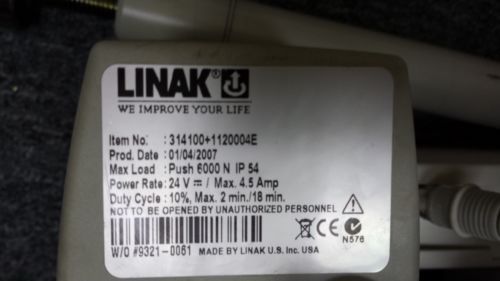 LINAK®
WE IMPROVE YOUR LIFE
Item No. : 314100+1120004E
Prod. Date : 01/04/2007
Max Load : Push 6000 N IP 54
Power Rate: 24 V ⎓ / Max. 4.5 Amp
Duty Cycle : 10%, Max. 2 min./18 min.
NOT TO BE OPENED BY UNAUTHORIZED PERSONNEL
CE
N576
W/O #9321-0061 MADE BY LINAK U.S. Inc. USA